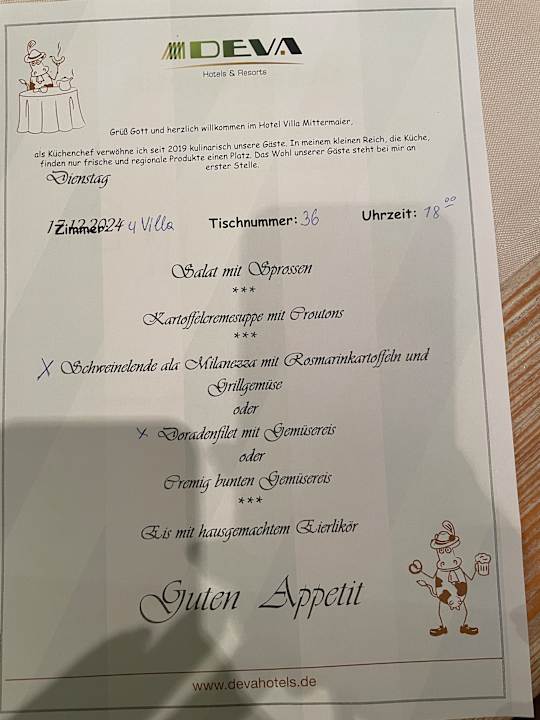 DEVA
Hotels & Resorts
Grüß Gott und herzlich willkommen im Hotel Villa Mittermaier,
als Küchenchef verwöhne ich seit 2019 kulinarisch unsere Gäste. In meinem kleinen Reich, die Küche,
finden nur frische und regionale Produkte einen Platz. Das Wohl unserer Gäste steht bei mir an
erster Stelle.
Dienstag
17.12.2024
Zimmer: 4 Villa Tischnummer: 36 Uhrzeit: 18 00
Salat mit Sprossen
***
Kartoffelcremesuppe mit Croutons
***
X Schweinelende ala Milanezza mit Rosmarinkartoffeln und
Grillgemüse
oder
X Doradenfilet mit Gemüsereis
oder
Cremig bunten Gemüsereis
***
Eis mit hausgemachtem Eierlikör
Guten Appetit
www.devahotels.de